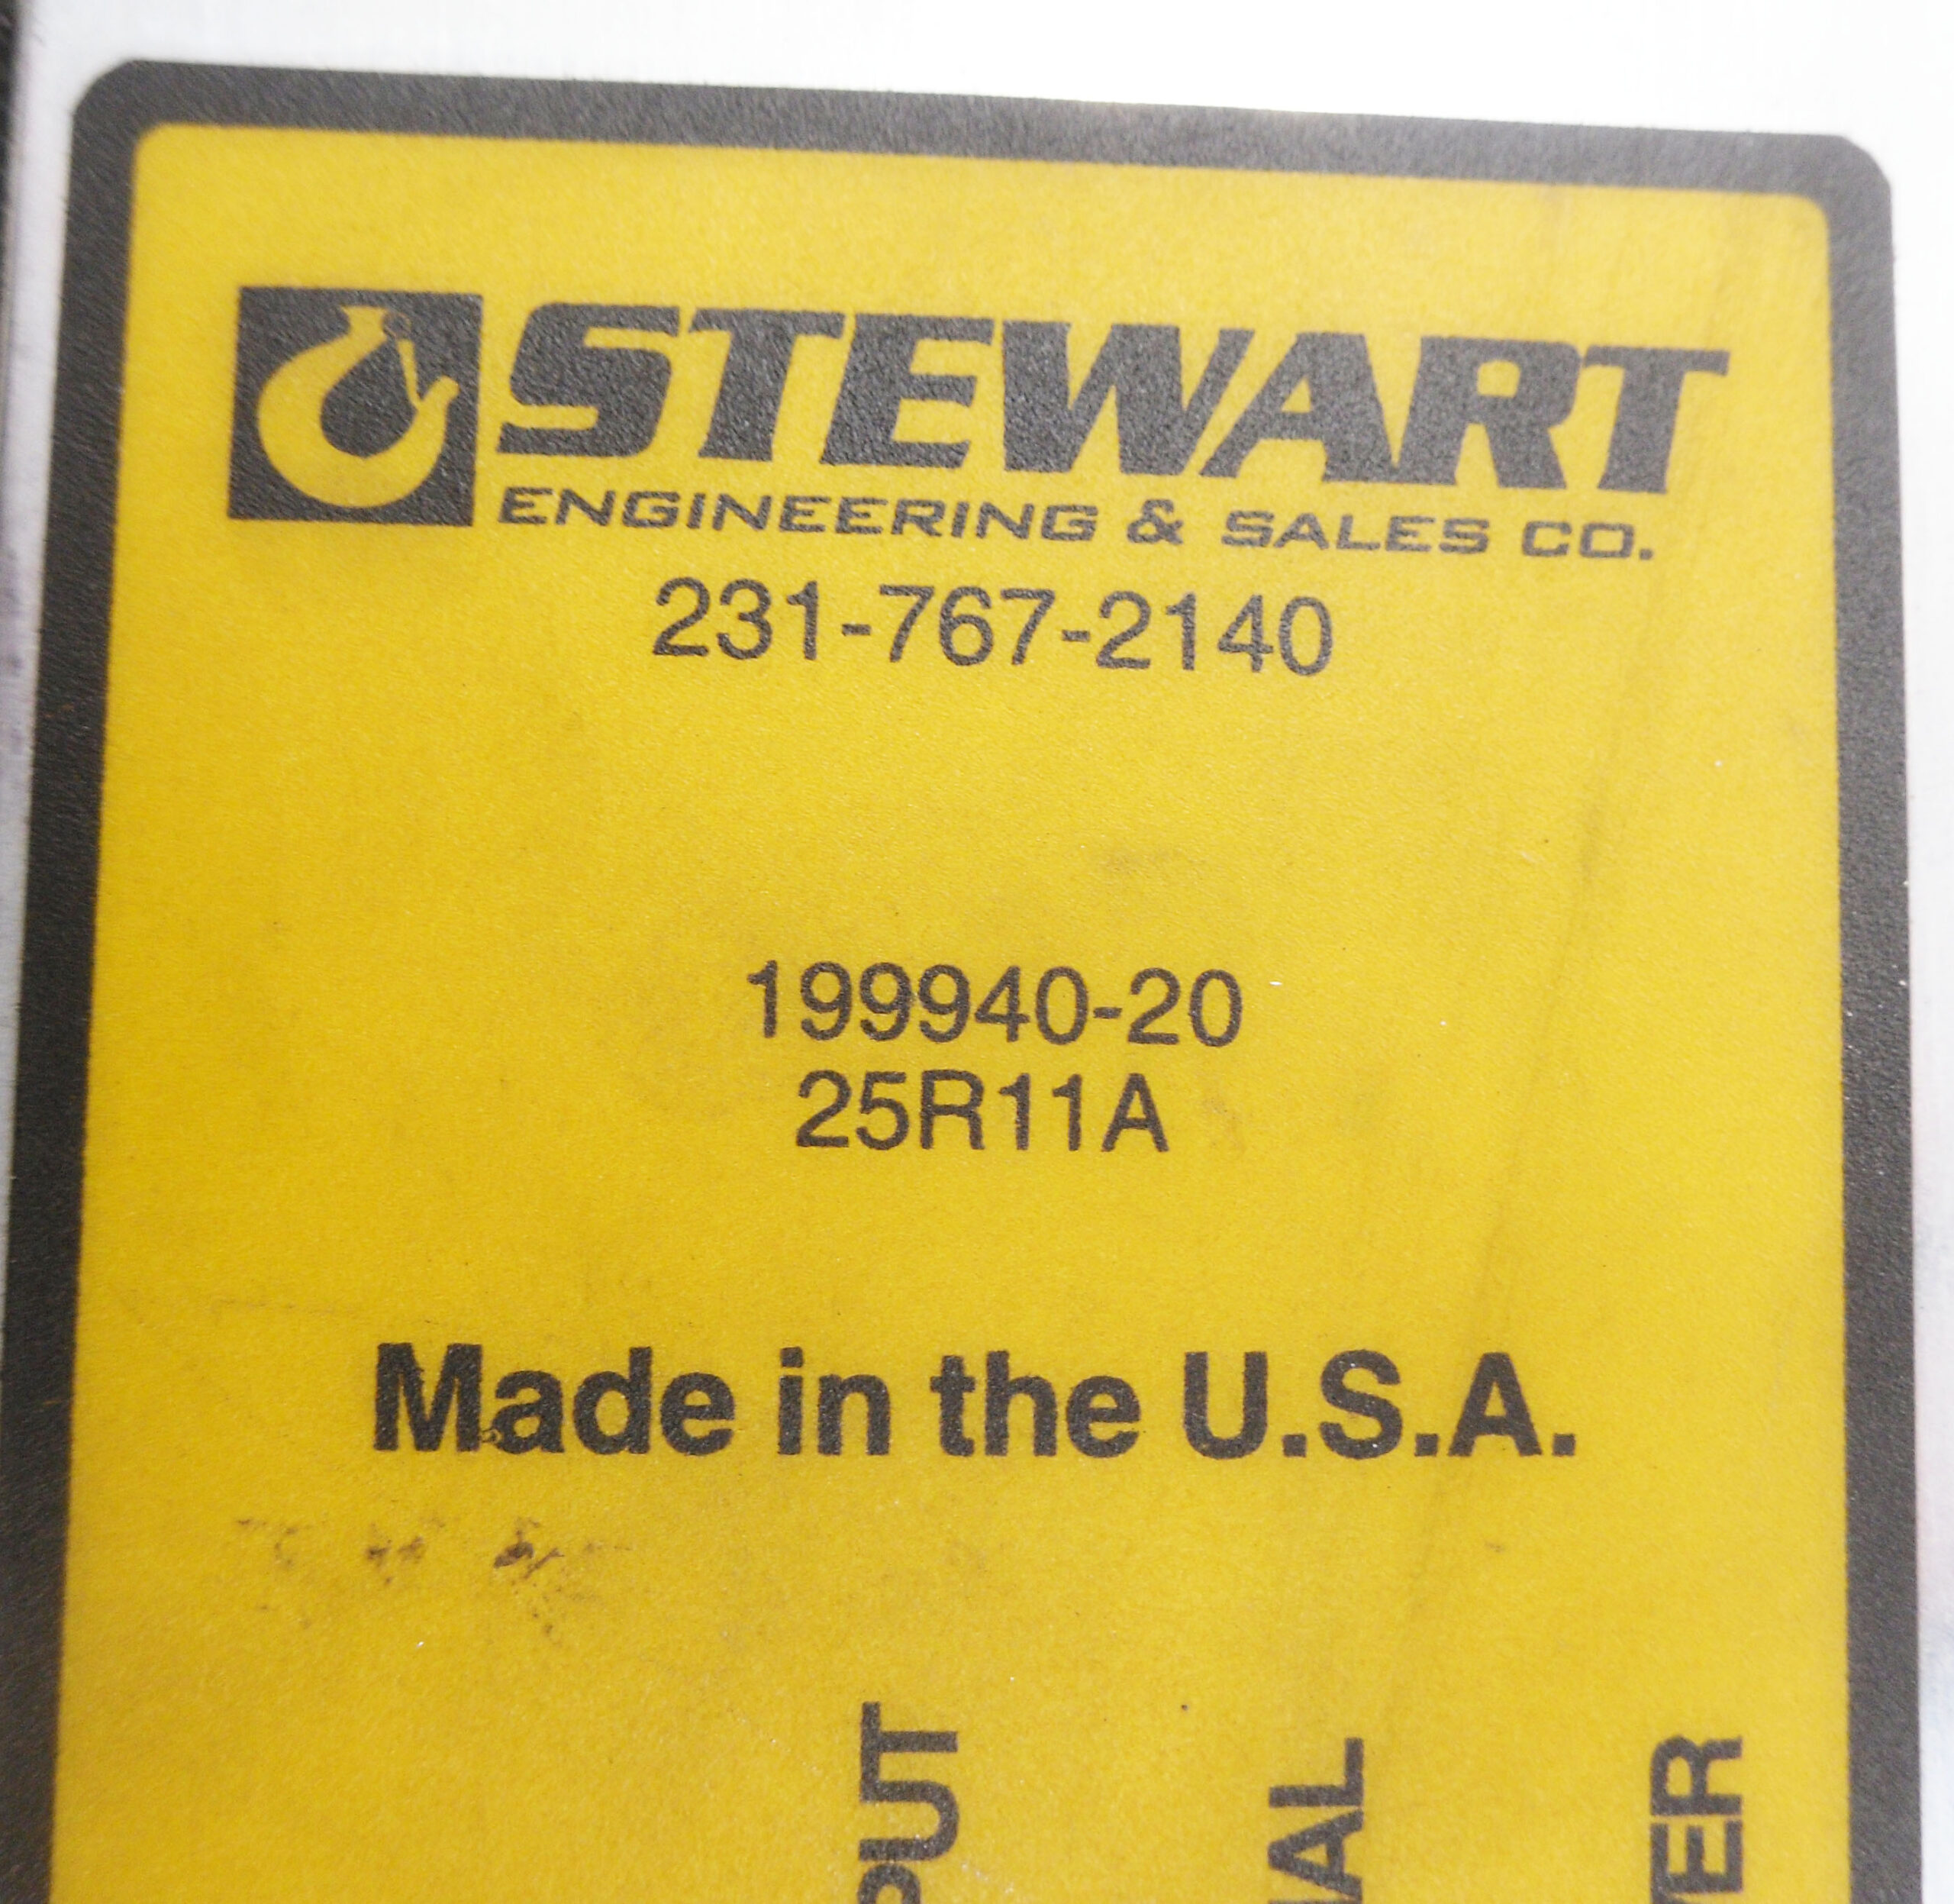 STEWART
ENGINEERING & SALES CO.
231-767-2140
199940-20
25R11A
Made in the U.S.A.